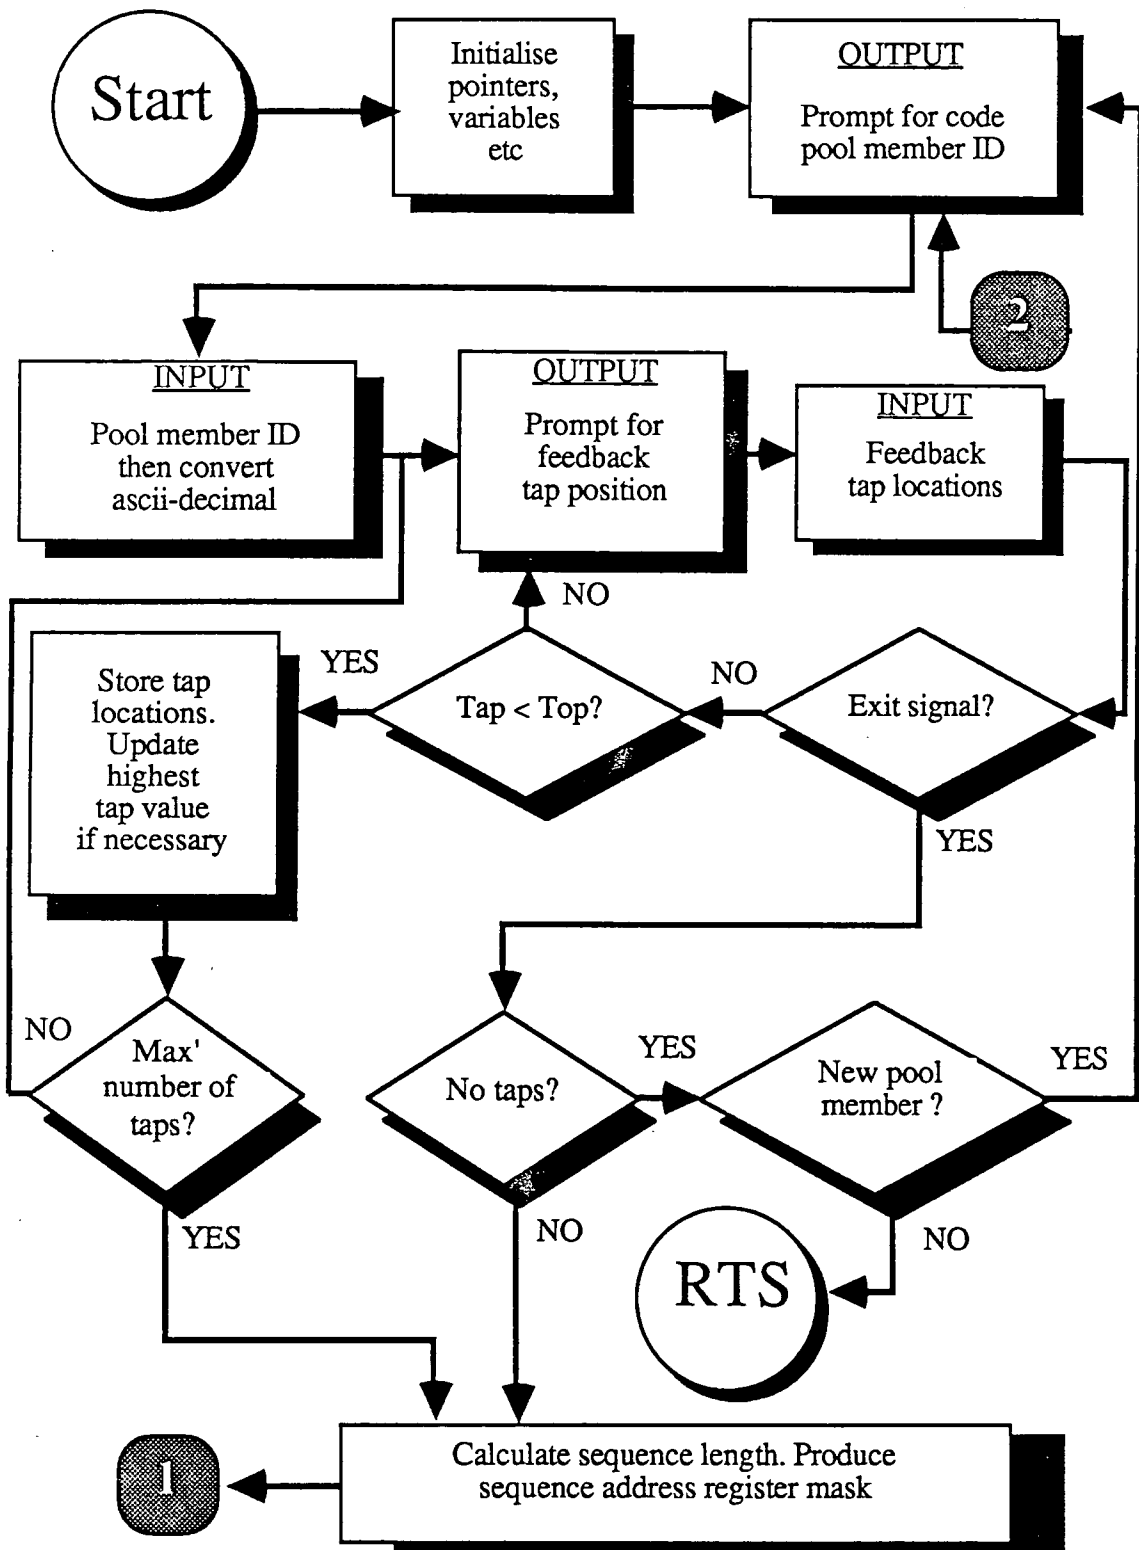 Start
Initialise
pointers,
variables
etc
OUTPUT
Prompt for code
pool member ID
2
INPUT
Pool member ID
then convert
ascii-decimal
OUTPUT
Prompt for
feedback
tap position
INPUT
Feedback
tap locations
NO
YES
Tap < Top?
NO
Exit signal?
Store tap
locations.
Update
highest
tap value
if necessary
YES
NO
Max'
number of
taps?
No taps?
YES
New pool
member ?
YES
YES
NO
NO
RTS
Calculate sequence length. Produce
sequence address register mask
1